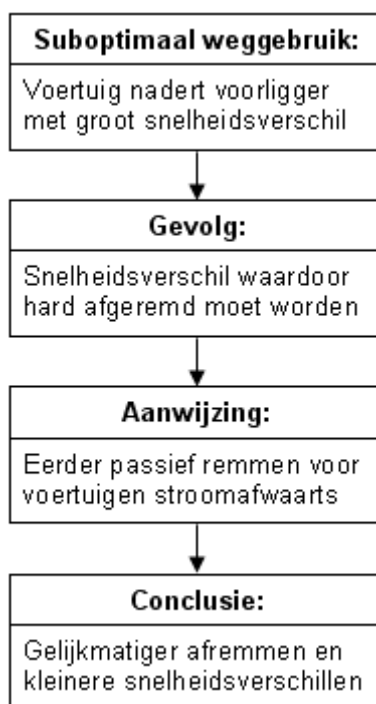 Suboptimaal weggebruik:
Voertuig nadert voorligger
met groot snelheidsverschil
Gevolg:
Snelheidsverschil waardoor
hard afgeremd moet worden
Aanwijzing:
Eerder passief remmen voor
voertuigen stroomafwaarts
Conclusie:
Gelijkmatiger afremmen en
kleinere snelheidsverschillen